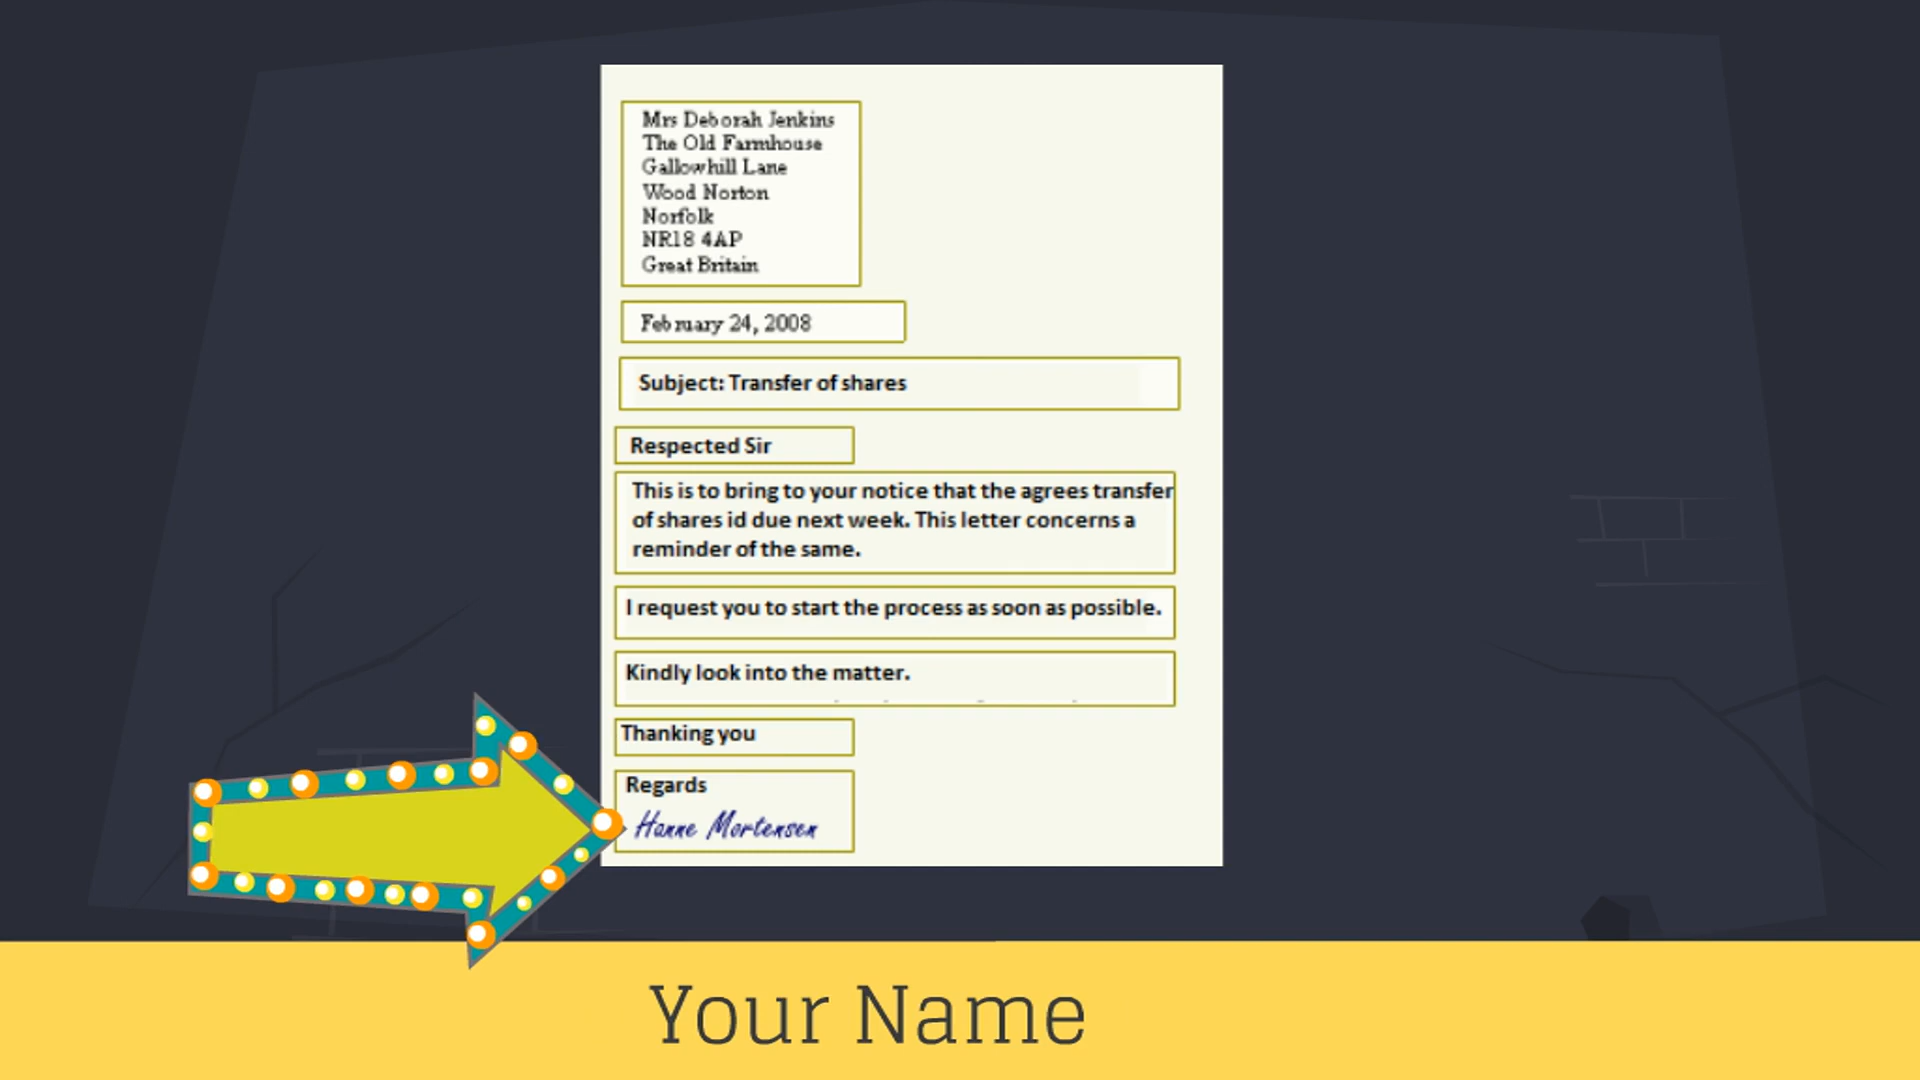 Mrs Deborah Jenkins
The Old Farmhouse
Gallowhill Lane
Wood Norton
Norfolk
NR18 4AP
Great Britain
February 24, 2008
Subject: Transfer of shares
Respected Sir
This is to bring to your notice that the agrees transfer
of shares id due next week. This letter concerns a
reminder of the same.
I request you to start the process as soon as possible.
Kindly look into the matter.
Thanking you
Regards
Hanne Mortensen
Your Name